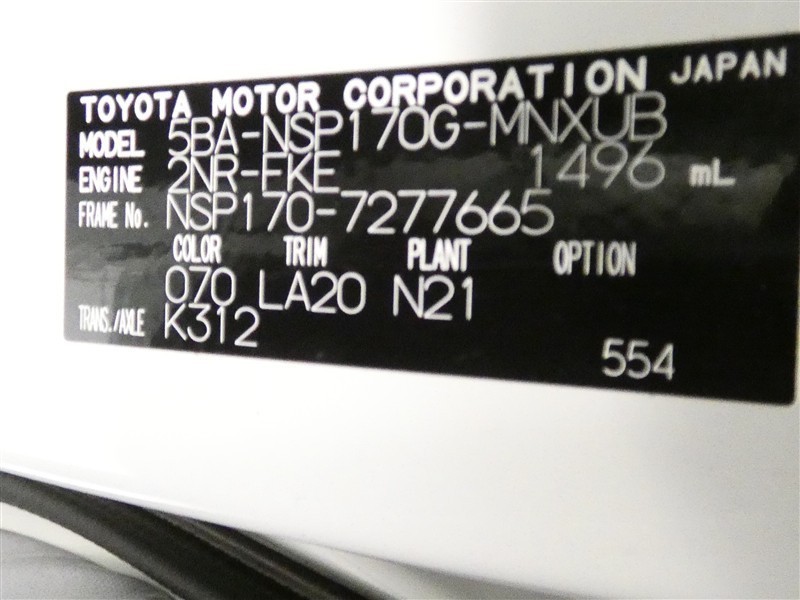 TOYOTA MOTOR CORPORATION JAPAN
MODEL 5BA-NSP170G-MNXUB
ENGINE 2NR-FKE 1496 mL
FRAME No. NSP170-7277665
COLOR TRIM PLANT OPTION
070 LA20 N21
TRANS./AXLE K312
554